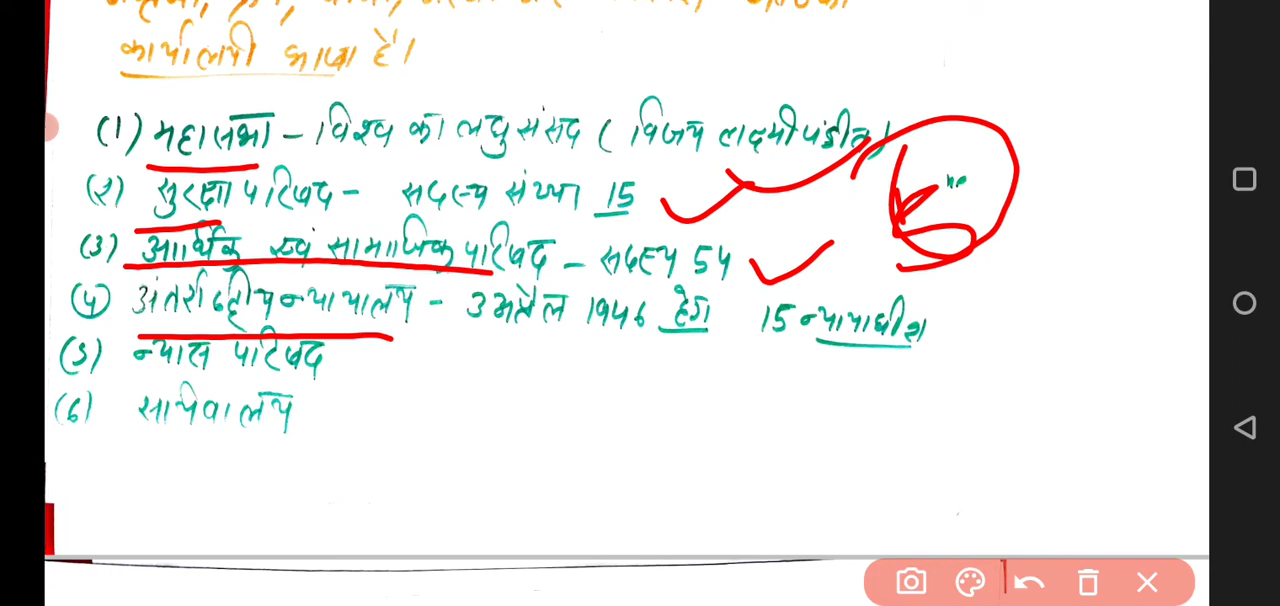 कार्यालयी भाषा है।
(1) महासभा - विश्व का लघु संसद ( विजय लक्ष्मी पंडीत )
(2) सुरक्षा परिषद - सदस्य संख्या 15
(3) आर्थिक एवं सामाजिक परिषद - सदस्य 54
(4) अंतर्राष्ट्रीय न्यायालय - 3 अप्रैल 1946 हेग 15 न्यायाधीश
(5) न्यास परिषद
(6) सचिवालय